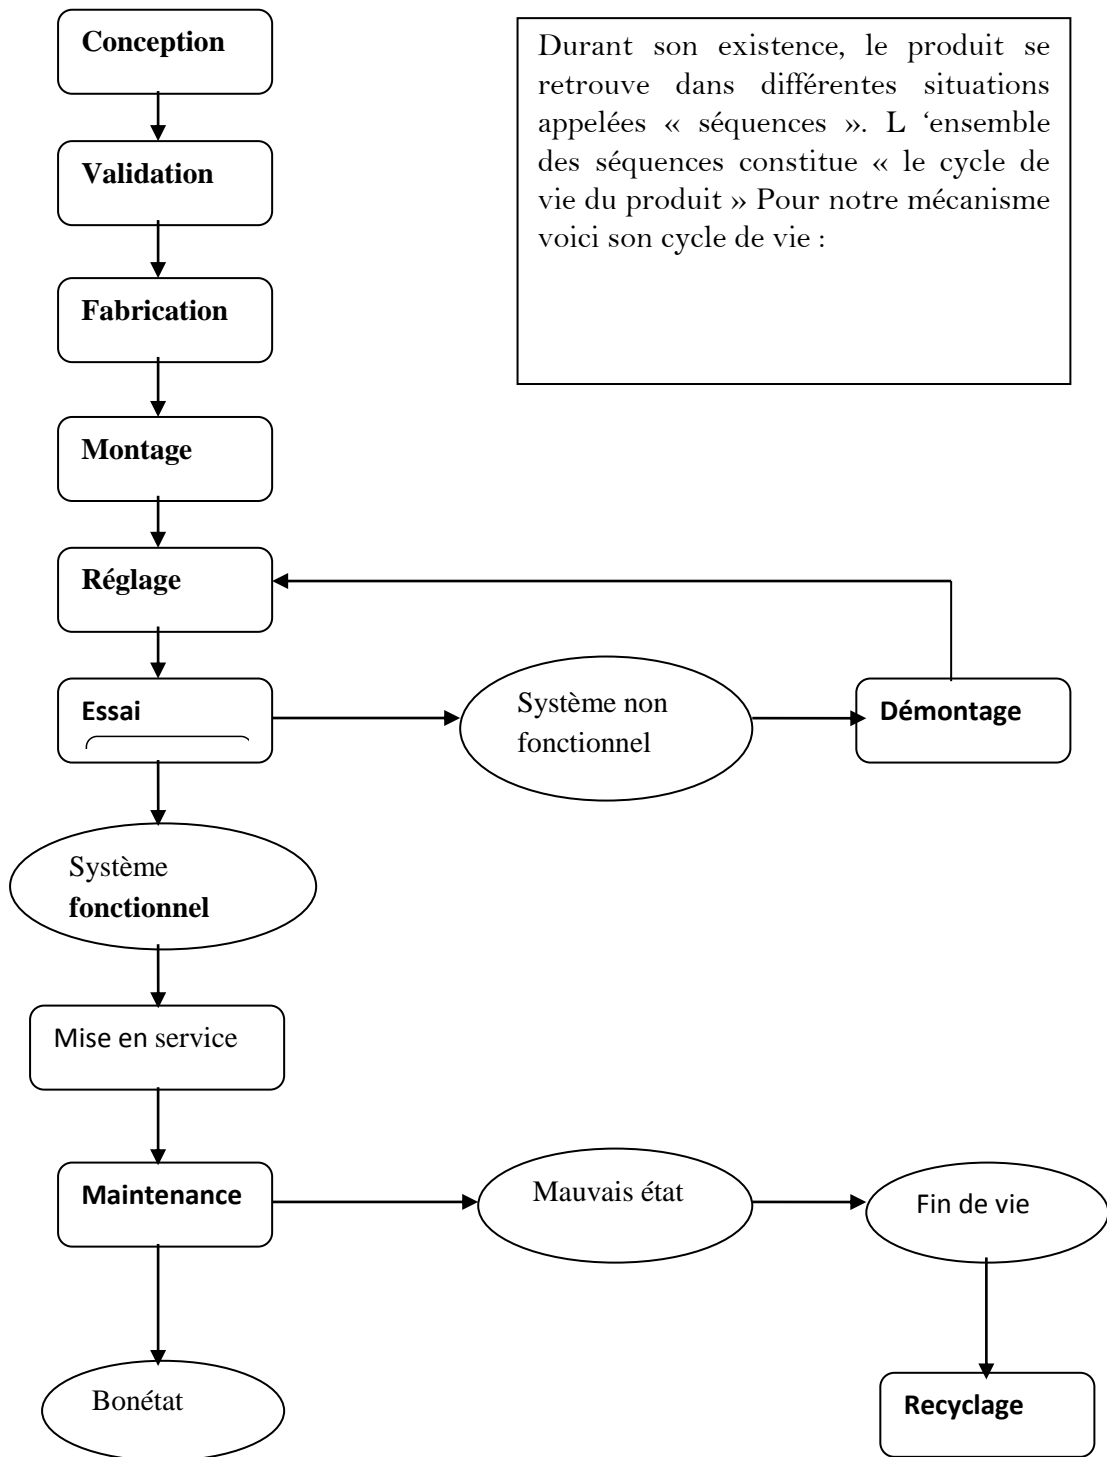 Conception
Durant son existence, le produit se
retrouve dans différentes situations
appelées « séquences ». L ‘ensemble
des séquences constitue « le cycle de
vie du produit » Pour notre mécanisme
voici son cycle de vie :
Validation
Fabrication
Montage
Réglage
Essai
Système non
fonctionnel
Démontage
Système
fonctionnel
Mise en service
Maintenance
Mauvais état
Fin de vie
Bonétat
Recyclage